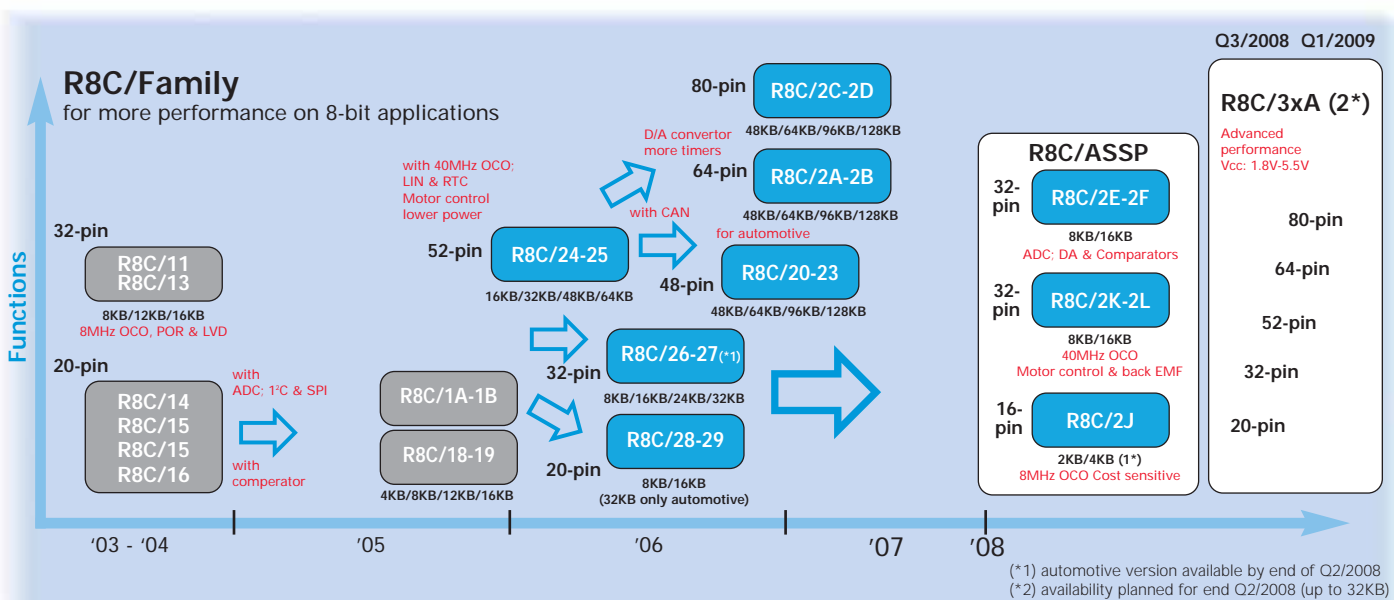 Q3/2008 Q1/2009
R8C/Family
for more performance on 8-bit applications
Functions
32-pin
R8C/11
R8C/13
8KB/12KB/16KB
8MHz OCO, POR & LVD
20-pin
R8C/14
R8C/15
R8C/15
R8C/16
with
ADC; 1²C & SPI
with
comperator
R8C/1A-1B
R8C/18-19
4KB/8KB/12KB/16KB
with 40MHz OCO;
LIN & RTC
Motor control
lower power
52-pin
R8C/24-25
16KB/32KB/48KB/64KB
80-pin
R8C/2C-2D
48KB/64KB/96KB/128KB
D/A convertor
more timers
64-pin
R8C/2A-2B
48KB/64KB/96KB/128KB
with CAN
for automotive
48-pin
R8C/20-23
48KB/64KB/96KB/128KB
32-pin
R8C/26-27(*1)
8KB/16KB/24KB/32KB
20-pin
R8C/28-29
8KB/16KB
(32KB only automotive)
R8C/ASSP
32-
pin
R8C/2E-2F
8KB/16KB
ADC; DA & Comparators
32-
pin
R8C/2K-2L
8KB/16KB
40MHz OCO
Motor control & back EMF
16-
pin
R8C/2J
2KB/4KB (1*)
8MHz OCO Cost sensitive
R8C/3xA (2*)
Advanced
performance
Vcc: 1.8V-5.5V
80-pin
64-pin
52-pin
32-pin
20-pin
'03 - '04
'05
'06
'07
'08
(*1) automotive version available by end of Q2/2008
(*2) availability planned for end Q2/2008 (up to 32KB)